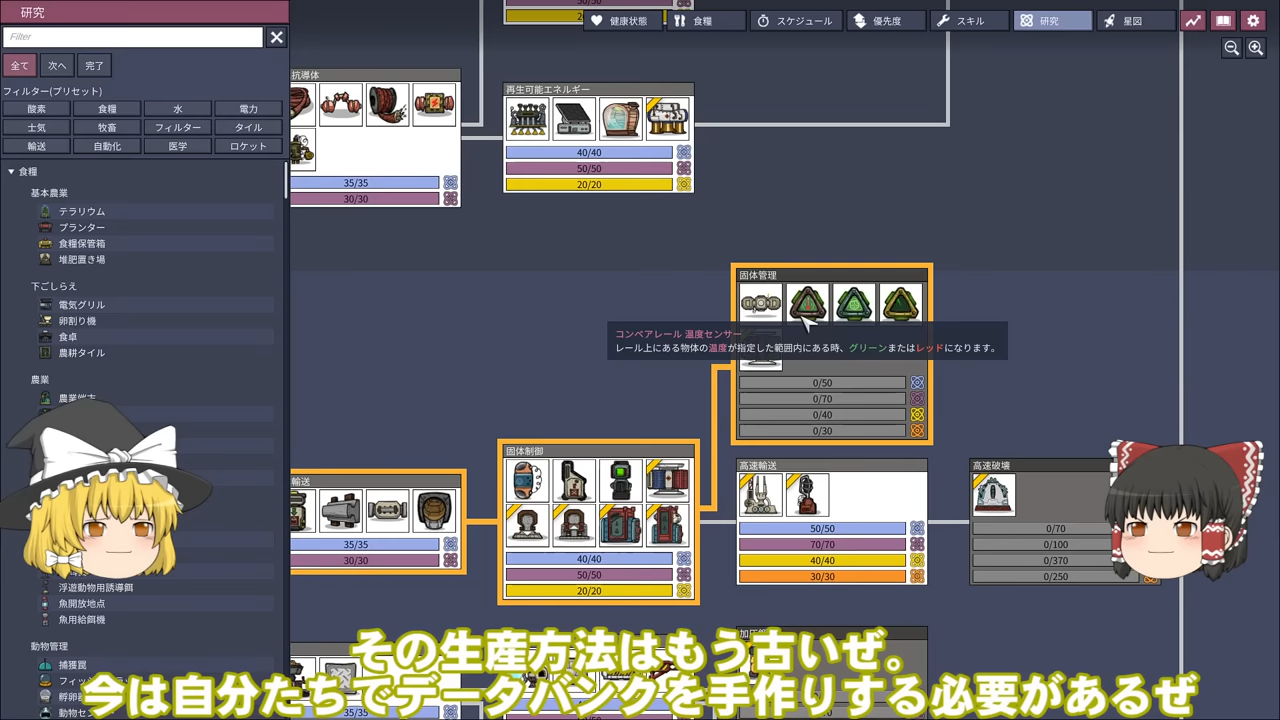 研究
健康状態
食糧
スケジュール
優先度
スキル
研究
星図
Filter
全て
次へ
完了
フィルター(プリセット)
酸素
食糧
水
電力
士気
牧畜
フィルター
タイル
輸送
自動化
医学
ロケット
食糧
基本農業
テラリウム
プランター
食糧保管箱
堆肥置き場
下ごしらえ
電気グリル
卵割り機
食卓
農耕タイル
農業
浮遊動物用誘導餌
魚開放地点
魚用給餌機
動物管理
捕獲罠
抗導体
35/35
30/30
再生可能エネルギー
40/40
50/50
20/20
固体管理
コンベアレール 温度センサー
レール上にある物体の温度が指定した範囲内にある時、グリーンまたはレッドになります。
0/50
0/70
0/40
0/30
輸送
35/35
30/30
固体制御
40/40
50/50
20/20
高速輸送
50/50
70/70
40/40
30/30
高速破壊
0/70
0/100
0/370
0/250
35/35
その生産方法はもう古いぜ。
今は自分たちでデータバンクを手作りする必要があるぜ